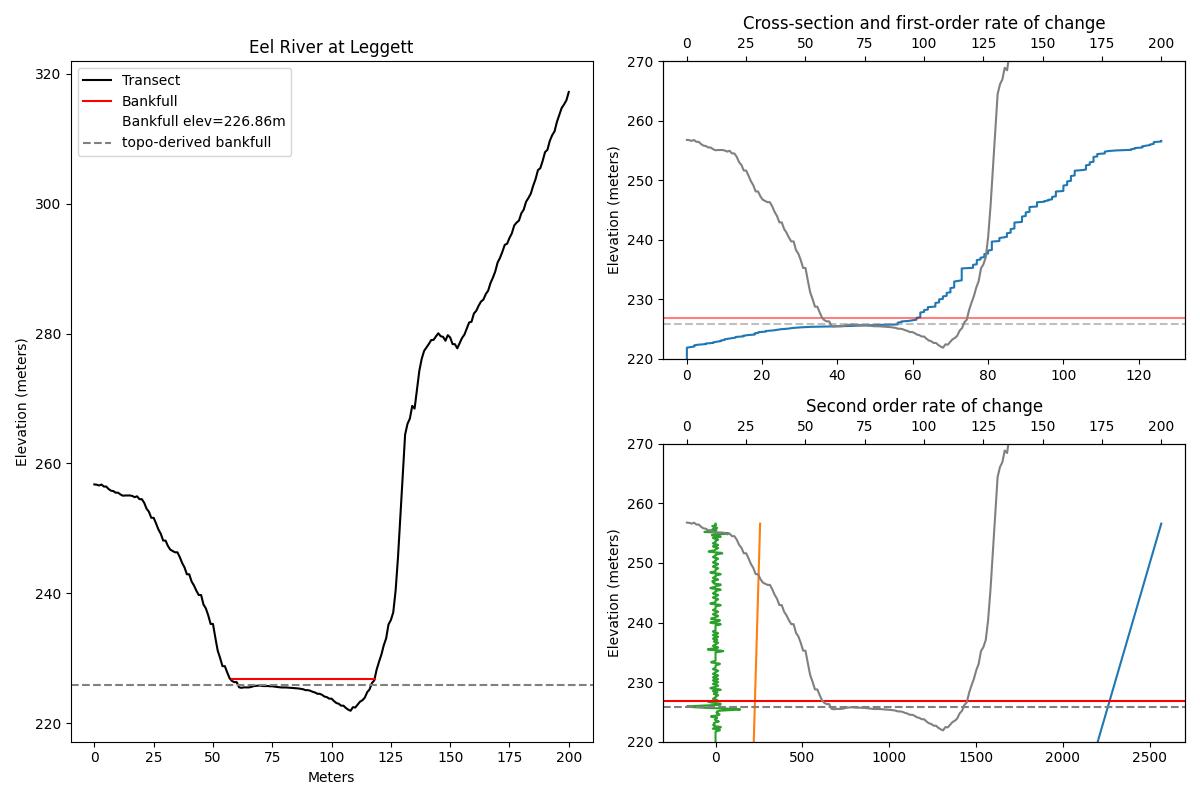 Eel River at Leggett
Transect
Bankfull
Bankfull elev=226.86m
topo-derived bankfull
Elevation (meters)
320
300
280
260
240
220
0 25 50 75 100 125 150 175 200
Meters
Cross-section and first-order rate of change
0 25 50 75 100 125 150 175 200
Elevation (meters)
270
260
250
240
230
220
0 20 40 60 80 100 120
Second order rate of change
0 25 50 75 100 125 150 175 200
Elevation (meters)
270
260
250
240
230
220
0 500 1000 1500 2000 2500